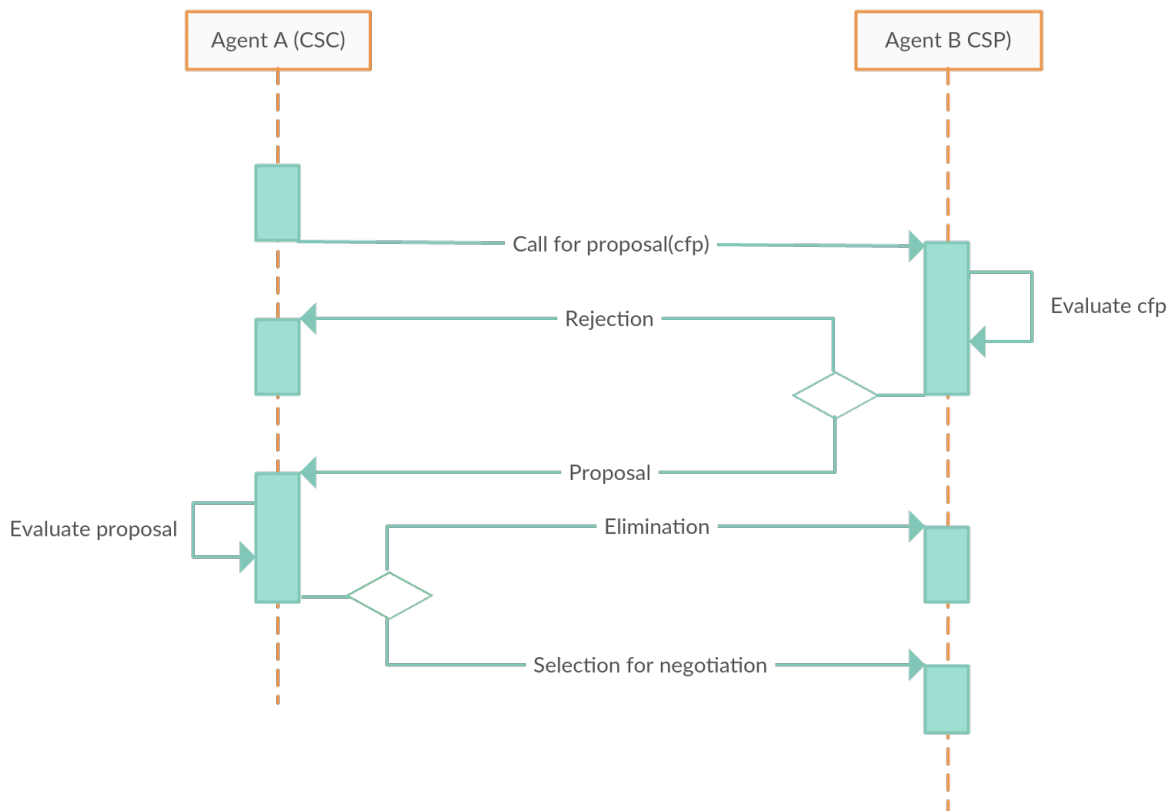 Agent A (CSC)
Agent B CSP)
Call for proposal(cfp)
Evaluate cfp
Rejection
Proposal
Evaluate proposal
Elimination
Selection for negotiation